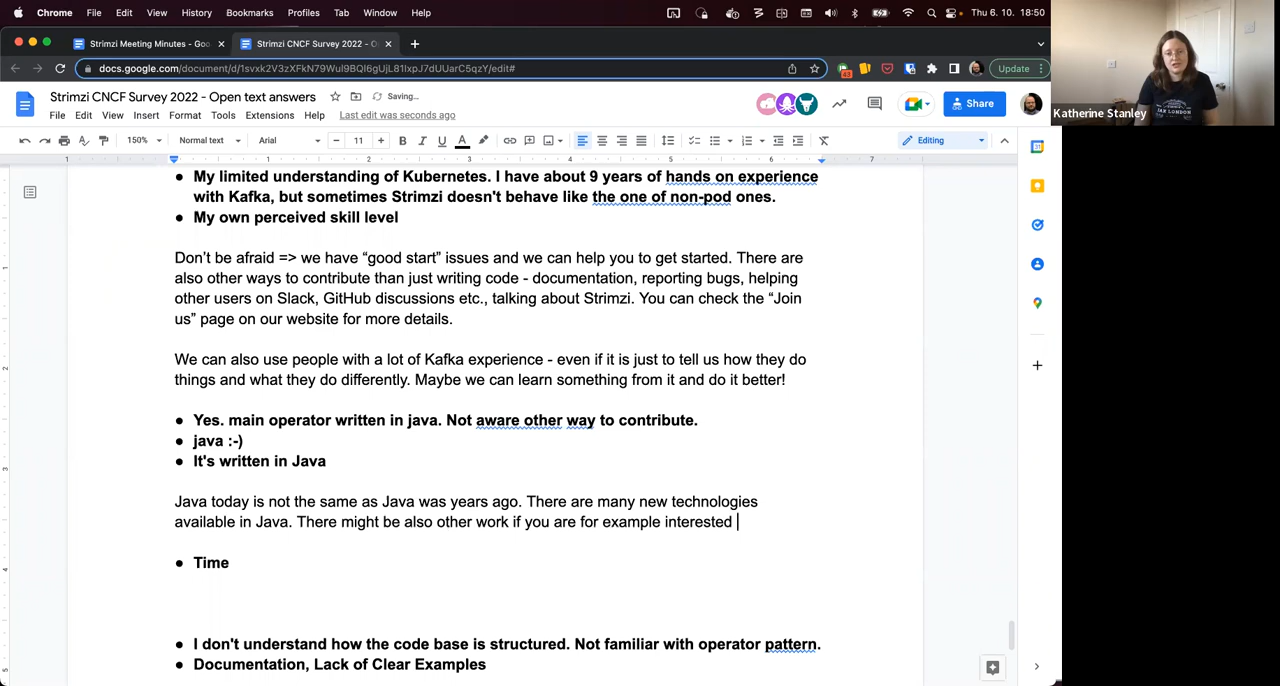 Chrome File Edit View History Bookmarks Profiles Tab Window Help Thu 6. 10. 18:50
Strimzi Meeting Minutes - Goo Strimzi CNCF Survey 2022 - O
docs.google.com/document/d/1svxk2V3zXFkN79Wul9BQl6gUjL81lxpJ7dUUarC5qzY/edit# 43 Update
Strimzi CNCF Survey 2022 - Open text answers Saving... Share
File Edit View Insert Format Tools Extensions Help Last edit was seconds ago
150% Normal text Arial 11 Editing
1 1 2 3 4 5 6 7
• My limited understanding of Kubernetes. I have about 9 years of hands on experience
with Kafka, but sometimes Strimzi doesn't behave like the one of non-pod ones.
• My own perceived skill level
Don't be afraid => we have “good start” issues and we can help you to get started. There are
also other ways to contribute than just writing code - documentation, reporting bugs, helping
other users on Slack, GitHub discussions etc., talking about Strimzi. You can check the “Join
us” page on our website for more details.
We can also use people with a lot of Kafka experience - even if it is just to tell us how they do
things and what they do differently. Maybe we can learn something from it and do it better!
• Yes. main operator written in java. Not aware other way to contribute.
• java :-)
• It's written in Java
Java today is not the same as Java was years ago. There are many new technologies
available in Java. There might be also other work if you are for example interested
• Time
• I don't understand how the code base is structured. Not familiar with operator pattern.
• Documentation, Lack of Clear Examples
Katherine Stanley